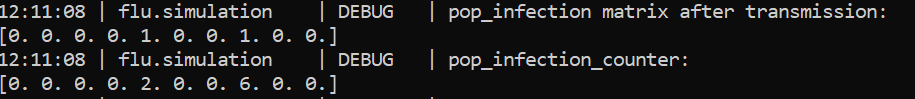 12:11:08 | flu.simulation | DEBUG | pop_infection matrix after transmission:
[0. 0. 0. 0. 1. 0. 0. 1. 0. 0.]
12:11:08 | flu.simulation | DEBUG | pop_infection_counter:
[0. 0. 0. 0. 2. 0. 0. 6. 0. 0.]